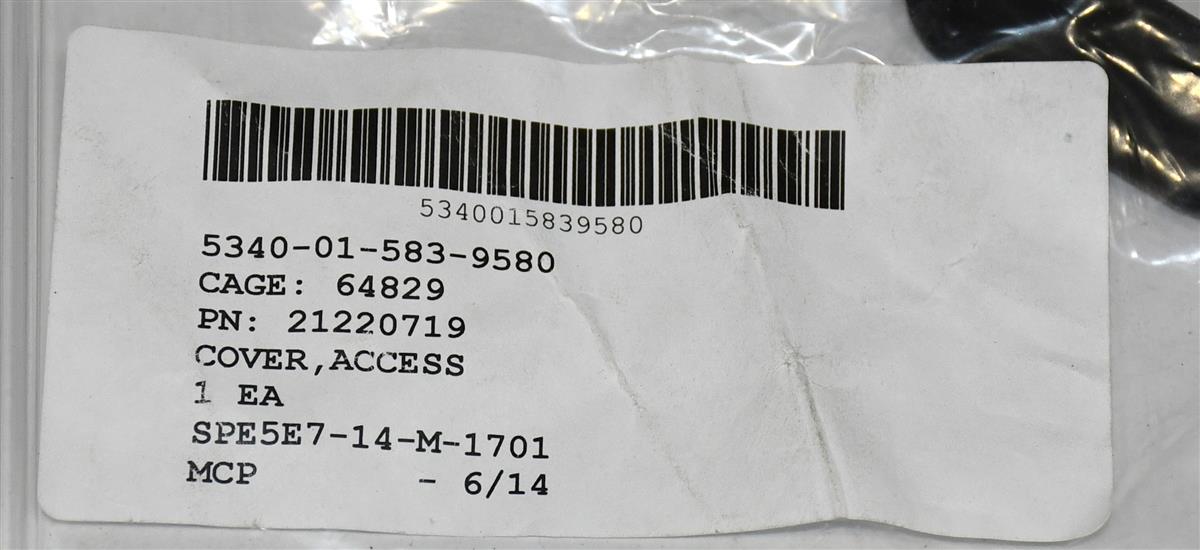 5340015839580
5340-01-583-9580
CAGE: 64829
PN: 21220719
COVER,ACCESS
1 EA
SPE5E7-14-M-1701
MCP - 6/14